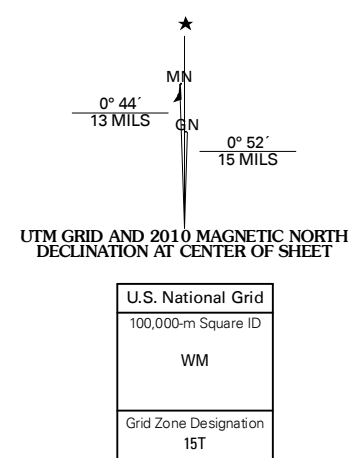 MN
0° 44´
13 MILS
GN
0° 52´
15 MILS
UTM GRID AND 2010 MAGNETIC NORTH
DECLINATION AT CENTER OF SHEET
U.S. National Grid
100,000-m Square ID
WM
Grid Zone Designation
15T